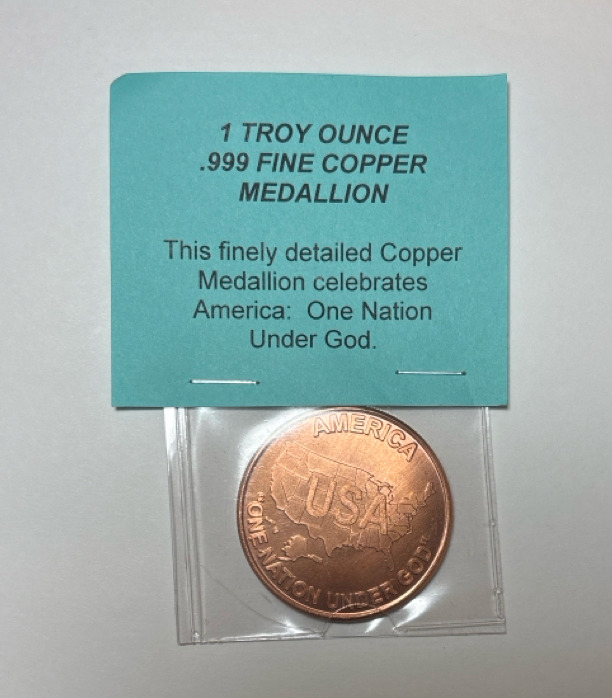 1 TROY OUNCE
.999 FINE COPPER
MEDALLION
This finely detailed Copper
Medallion celebrates
America: One Nation
Under God.
AMERICA
USA
"ONE NATION UNDER GOD"